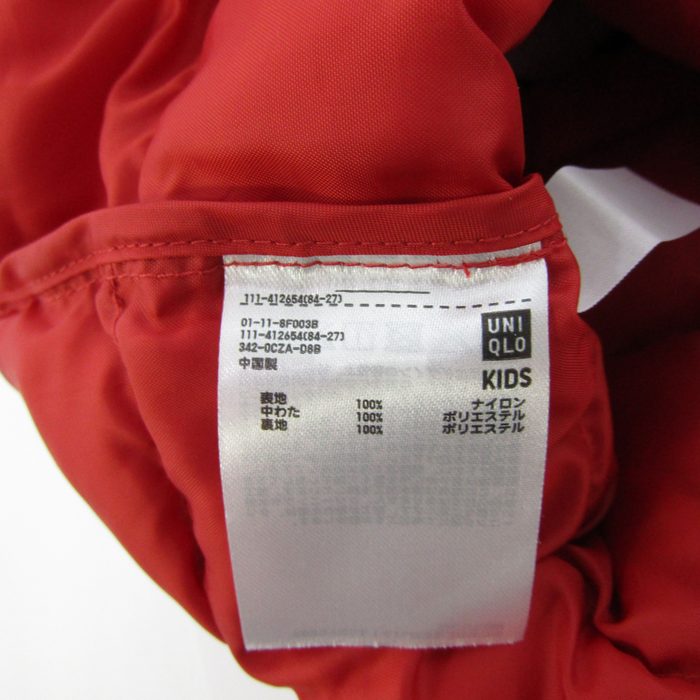 111-412654(84-27)
01-11-8F003B
111-412654(84-27)
342-0CZA-D8B
中国製
UNI
QLO
KIDS
表地 100% ナイロン
中わた 100% ポリエステル
裏地 100% ポリエステル